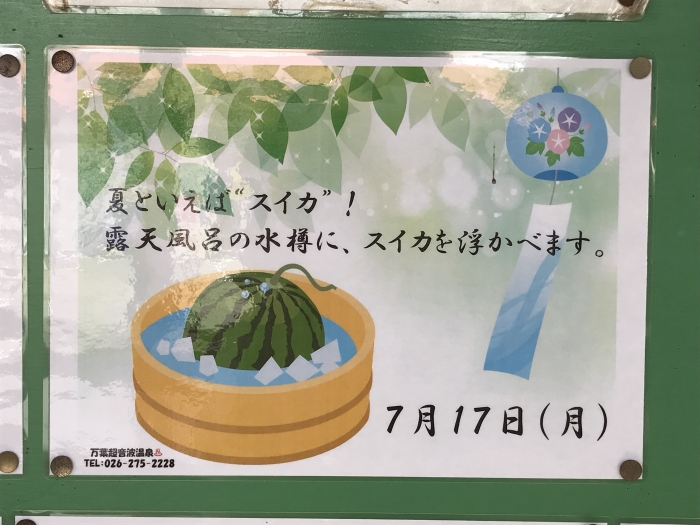 夏といえば“スイカ”！
露天風呂の水樽に、スイカを浮かべます。
7月17日(月)
万葉超音波温泉♨
TEL:026-275-2228